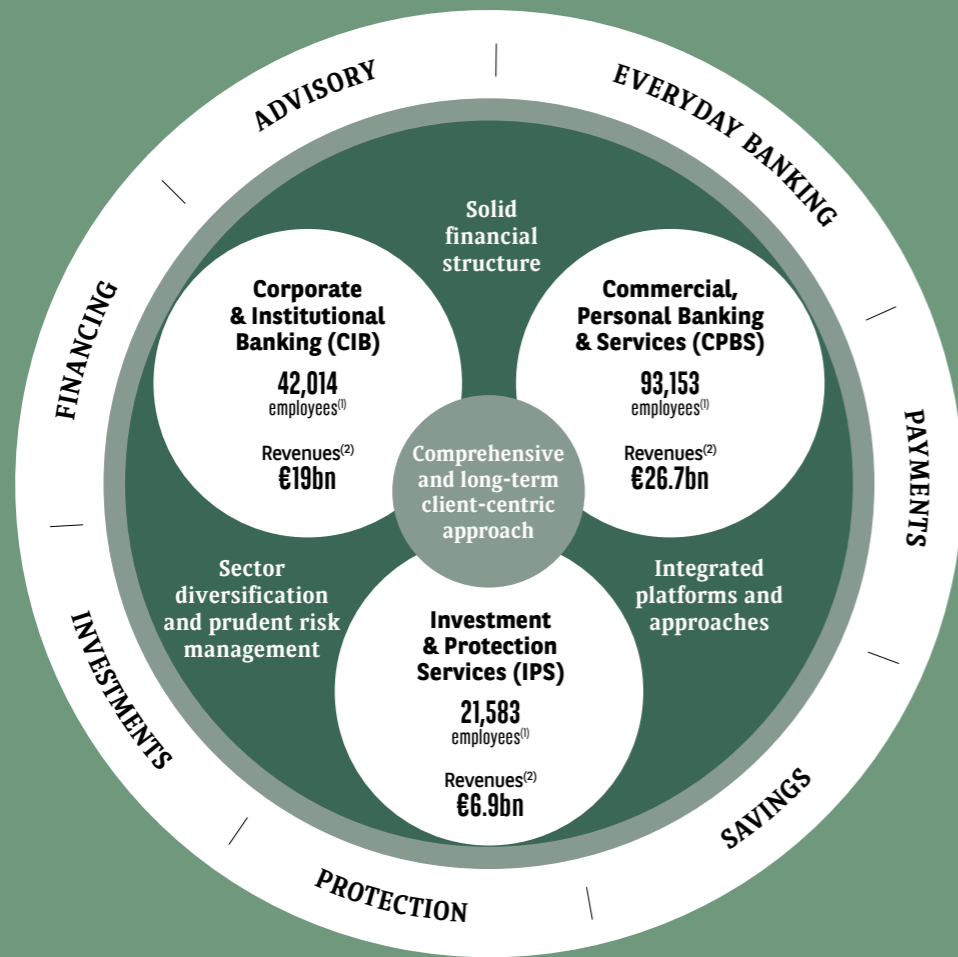 ADVISORY
EVERYDAY BANKING
PAYMENTS
SAVINGS
PROTECTION
INVESTMENTS
FINANCING
Solid
financial
structure
Corporate
& Institutional
Banking (CIB)
42,014
employees(1)
Revenues(2)
€19bn
Commercial,
Personal Banking
& Services (CPBS)
93,153
employees(1)
Revenues(2)
€26.7bn
Comprehensive
and long-term
client-centric
approach
Sector
diversification
and prudent risk
management
Integrated
platforms and
approaches
Investment
& Protection
Services (IPS)
21,583
employees(1)
Revenues(2)
€6.9bn